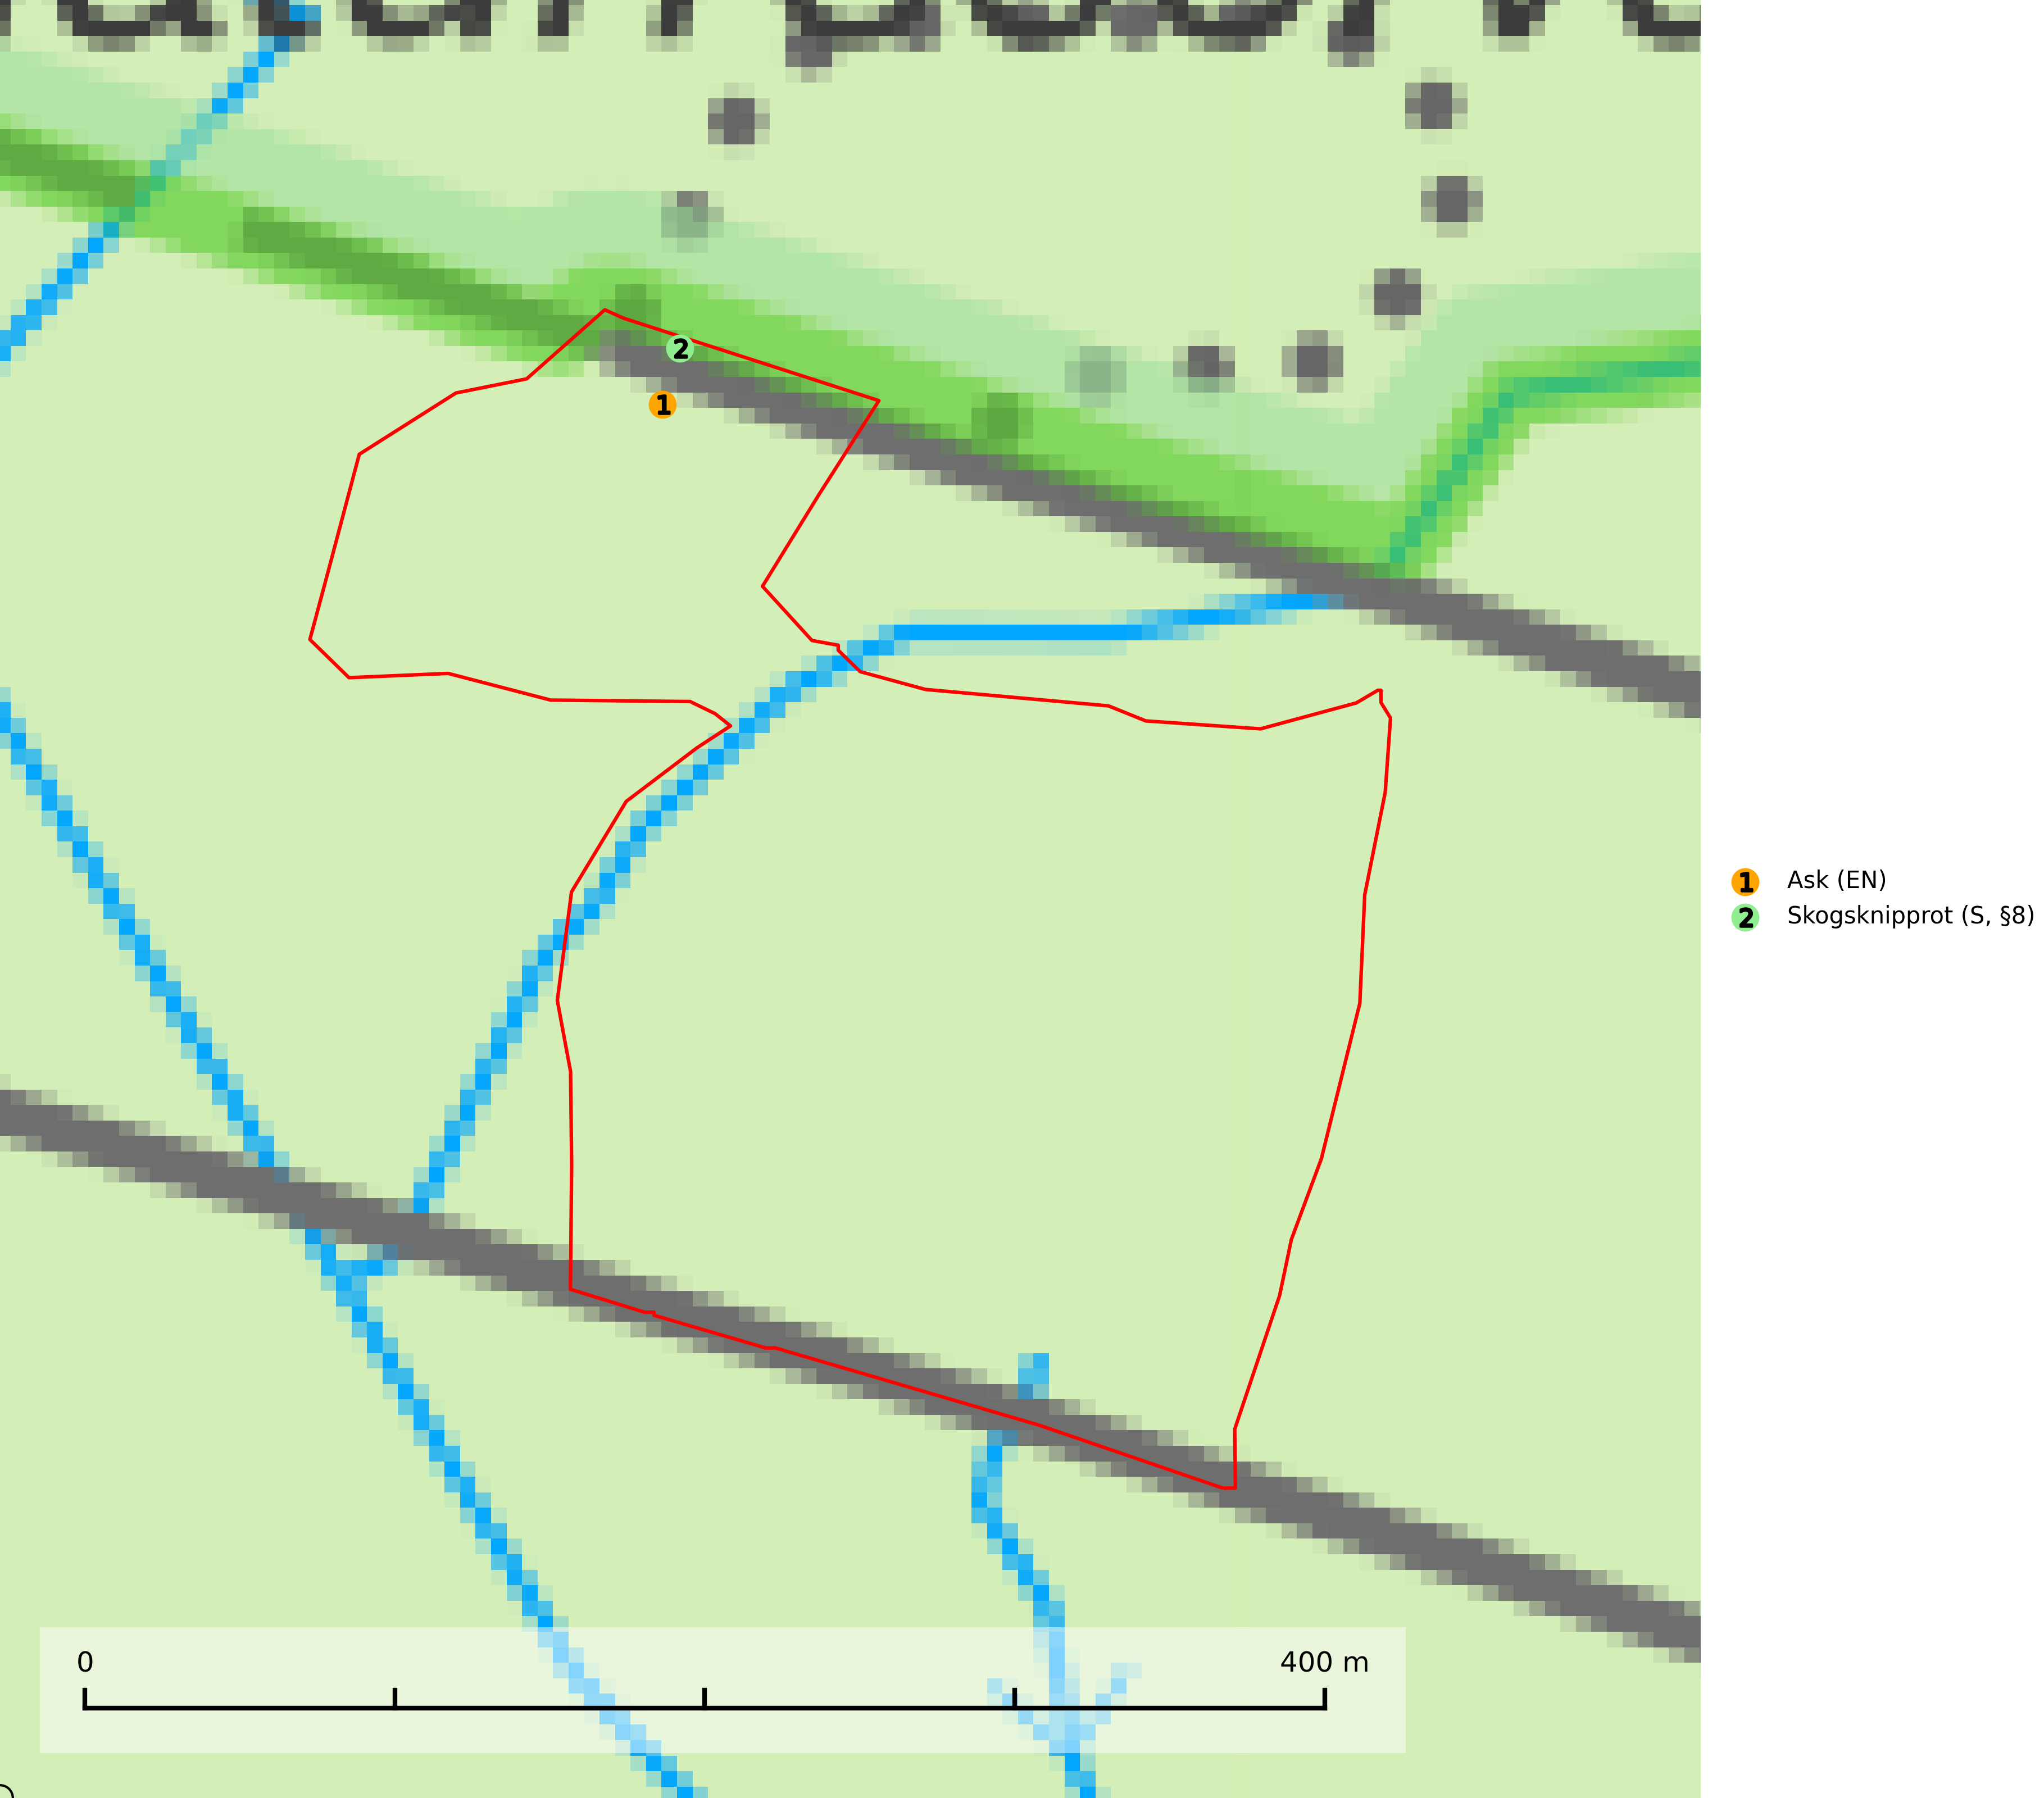 2
1
1 Ask (EN)
2 Skogsknipprot (S, §8)
0 400 m